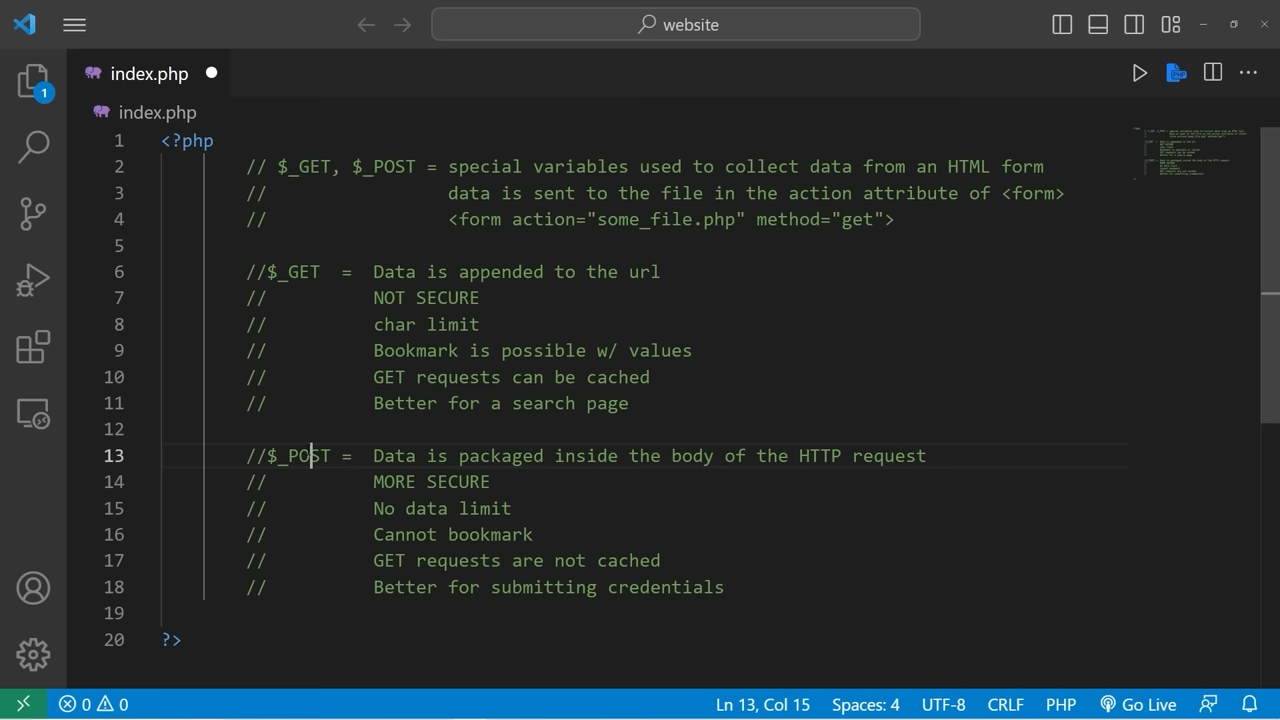 website
index.php
1
index.php
1 <?php
2 // $_GET, $_POST = special variables used to collect data from an HTML form
3 // data is sent to the file in the action attribute of <form>
4 // <form action="some_file.php" method="get">
5
6 //$_GET = Data is appended to the url
7 // NOT SECURE
8 // char limit
9 // Bookmark is possible w/ values
10 // GET requests can be cached
11 // Better for a search page
12
13 //$_POST = Data is packaged inside the body of the HTTP request
14 // MORE SECURE
15 // No data limit
16 // Cannot bookmark
17 // GET requests are not cached
18 // Better for submitting credentials
19
20 ?>
0 0 Ln 13, Col 15 Spaces: 4 UTF-8 CRLF PHP Go Live